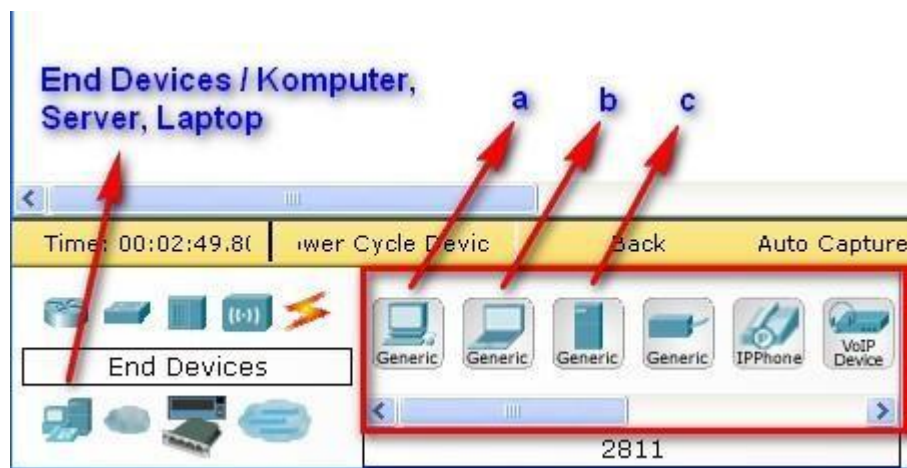 End Devices / Komputer,
Server, Laptop
a b c
Time: 00:02:49.8( ower Cycle Devic Back Auto Capture
End Devices
Generic Generic Generic Generic IPPhone VoIP
Device
2811